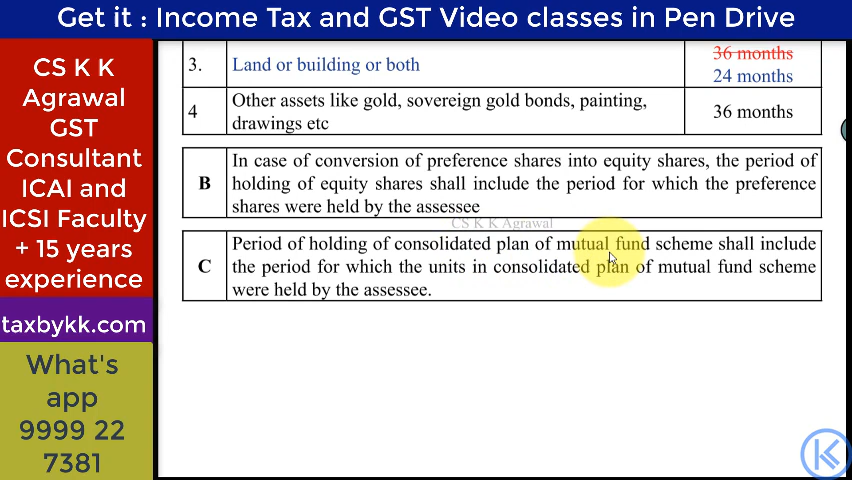 Get it : Income Tax and GST Video classes in Pen Drive
CS K K
Agrawal
GST
Consultant
ICAI and
ICSI Faculty
+ 15 years
experience
taxbykk.com
What's
app
9999 22
7381
3. Land or building or both 36 months
24 months
4 Other assets like gold, sovereign gold bonds, painting,
drawings etc 36 months
B In case of conversion of preference shares into equity shares, the period of
holding of equity shares shall include the period for which the preference
shares were held by the assessee
CS K K Agrawal
C Period of holding of consolidated plan of mutual fund scheme shall include
the period for which the units in consolidated plan of mutual fund scheme
were held by the assessee.